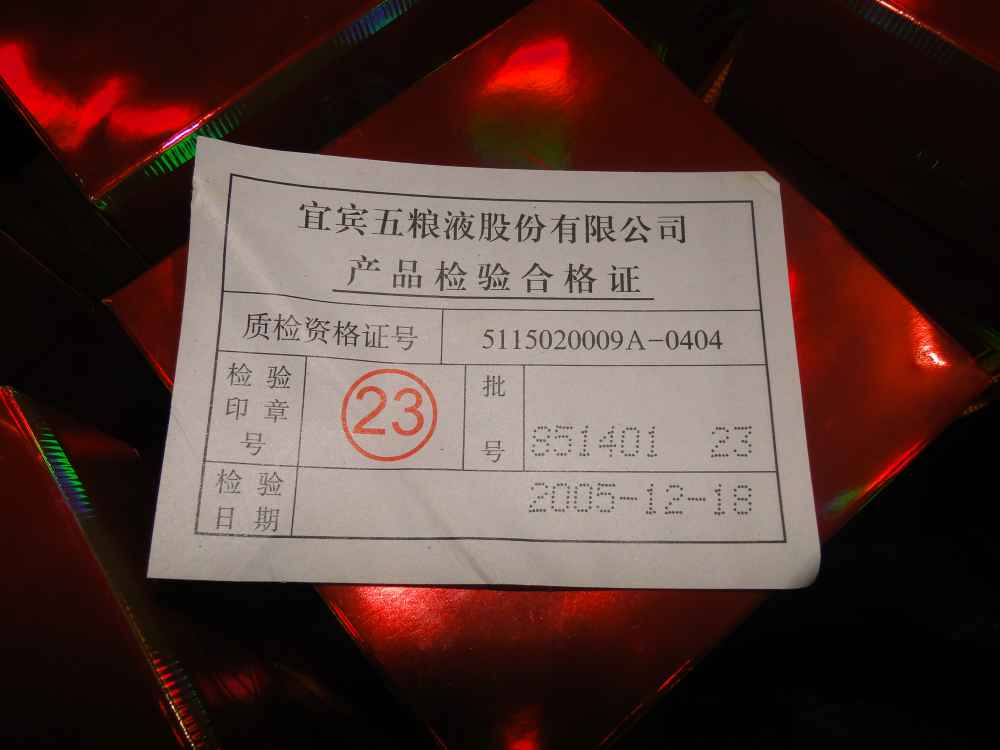 宜宾五粮液股份有限公司
产品检验合格证
质检资格证号 5115020009A-0404
检验印章号 23 批号 851401 23
检验日期 2005-12-18